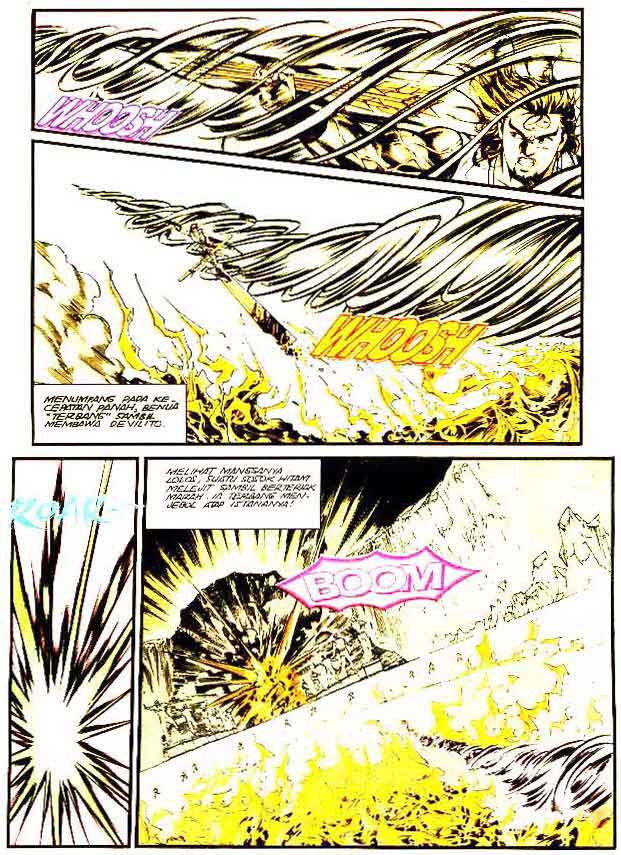 WHOOSH
WHOOSH
MENUMPANG PADA KE-
CEPATAN PANAH, BENUA
"TERBANG" SAMBIL
MEMBAWA DEVILITO.
ROAR
MELIHAT MANGSANYA
LOLOS, SUATU SOSOK HITAM
MELEJIT SAMBIL BERTERIAK
MARAH. IA TERBANG MEN-
JEBOL ATAP ISTANANYA!
BOOM